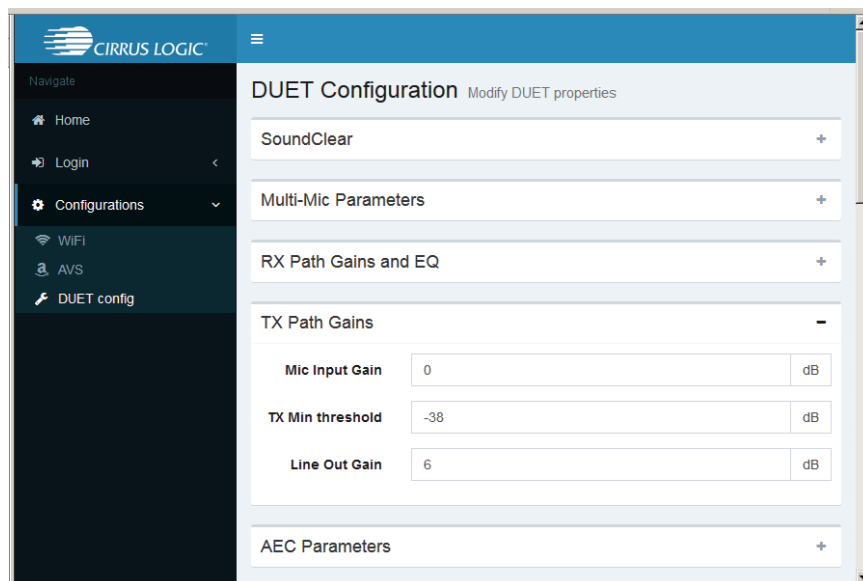 CIRRUS LOGIC®
Navigate
Home
Login
Configurations
WiFi
AVS
DUET config
DUET Configuration Modify DUET properties
SoundClear
Multi-Mic Parameters
RX Path Gains and EQ
TX Path Gains
Mic Input Gain 0 dB
TX Min threshold -38 dB
Line Out Gain 6 dB
AEC Parameters